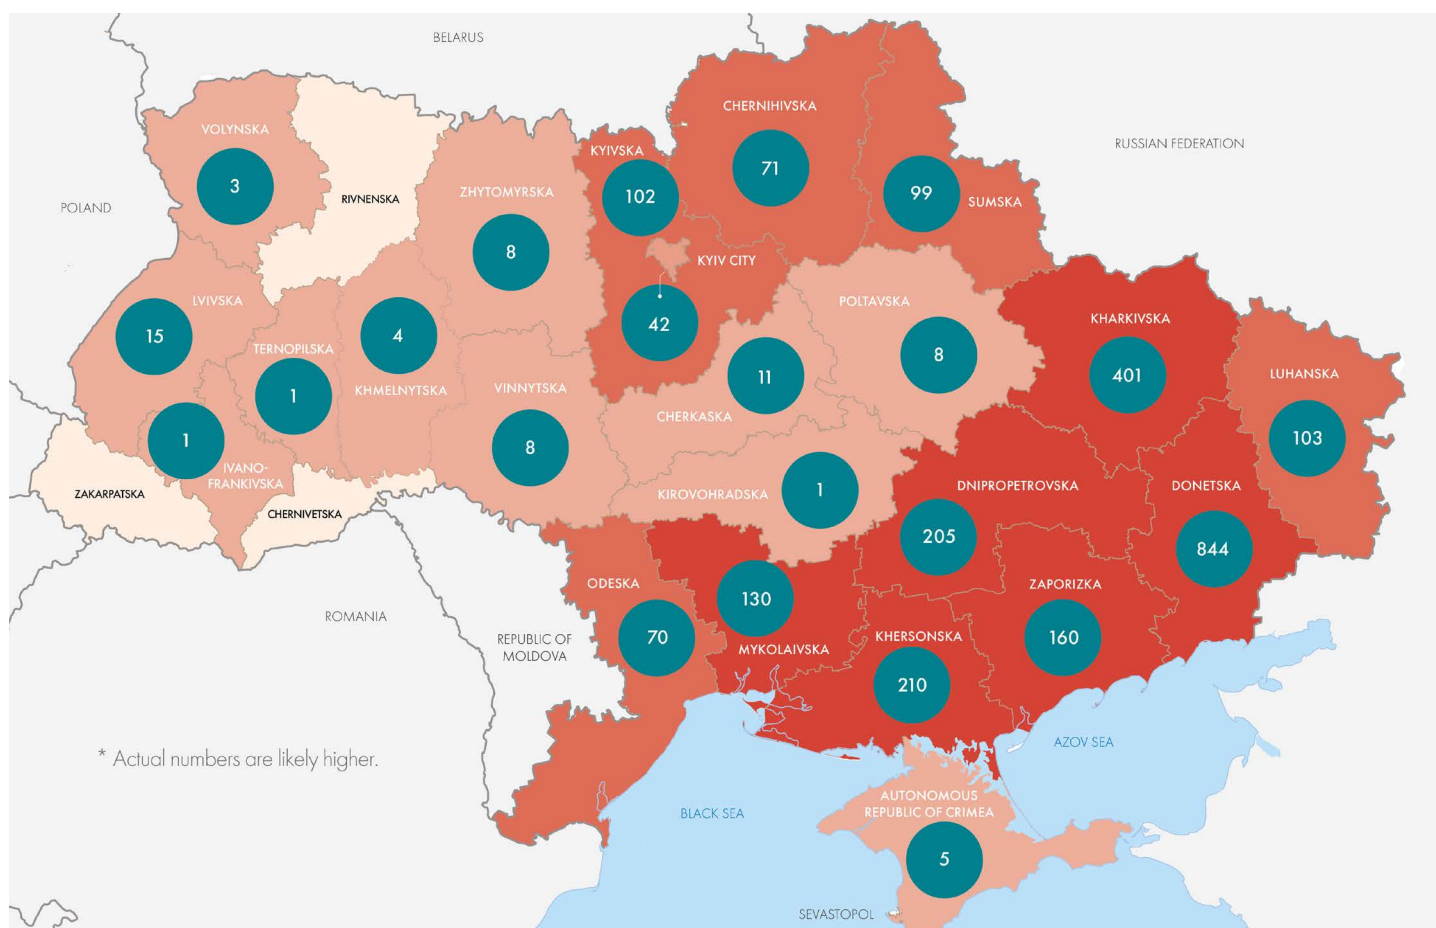 BELARUS
CHERNIHIVSKA
VOLYNSKA
RUSSIAN FEDERATION
KYIVSKA
71
3
ZHYTOMYRSKA
102
99
SUMSKA
RIVNENSKA
POLAND
8
KYIV CITY
LVIVSKA
POLTAVSKA
15
4
42
KHARKIVSKA
TERNOPILSKA
8
KHMELNYTSKA
VINNYTSKA
11
401
LUHANSKA
1
CHERKASKA
1
8
103
IVANO-
FRANKIVSKA
ZAKARPATSKA
KIROVOHRADSKA
1
DNIPROPETROVSKA
DONETSKA
CHERNIVETSKA
205
844
ODESKA
130
ZAPORIZKA
ROMANIA
REPUBLIC OF
MOLDOVA
70
MYKOLAIVSKA
KHERSONSKA
160
210
* Actual numbers are likely higher.
AZOV SEA
BLACK SEA
AUTONOMOUS
REPUBLIC OF CRIMEA
5
SEVASTOPOL